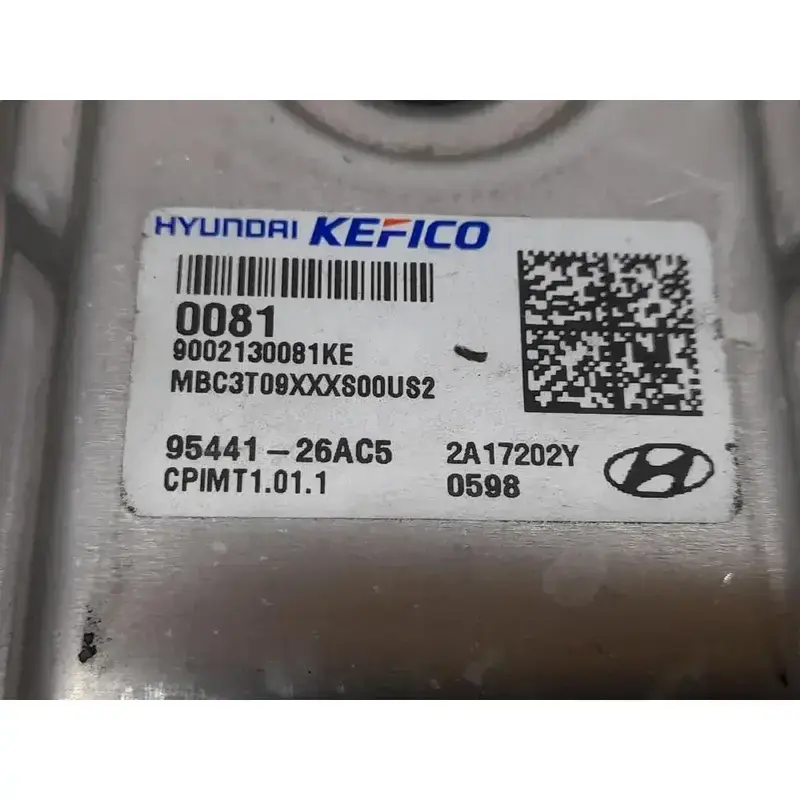 HYUNDAI KEFICO
0081
9002130081KE
MBC3T09XXXS00US2
95441-26AC5 2A17202Y
CPIMT1.01.1 0598